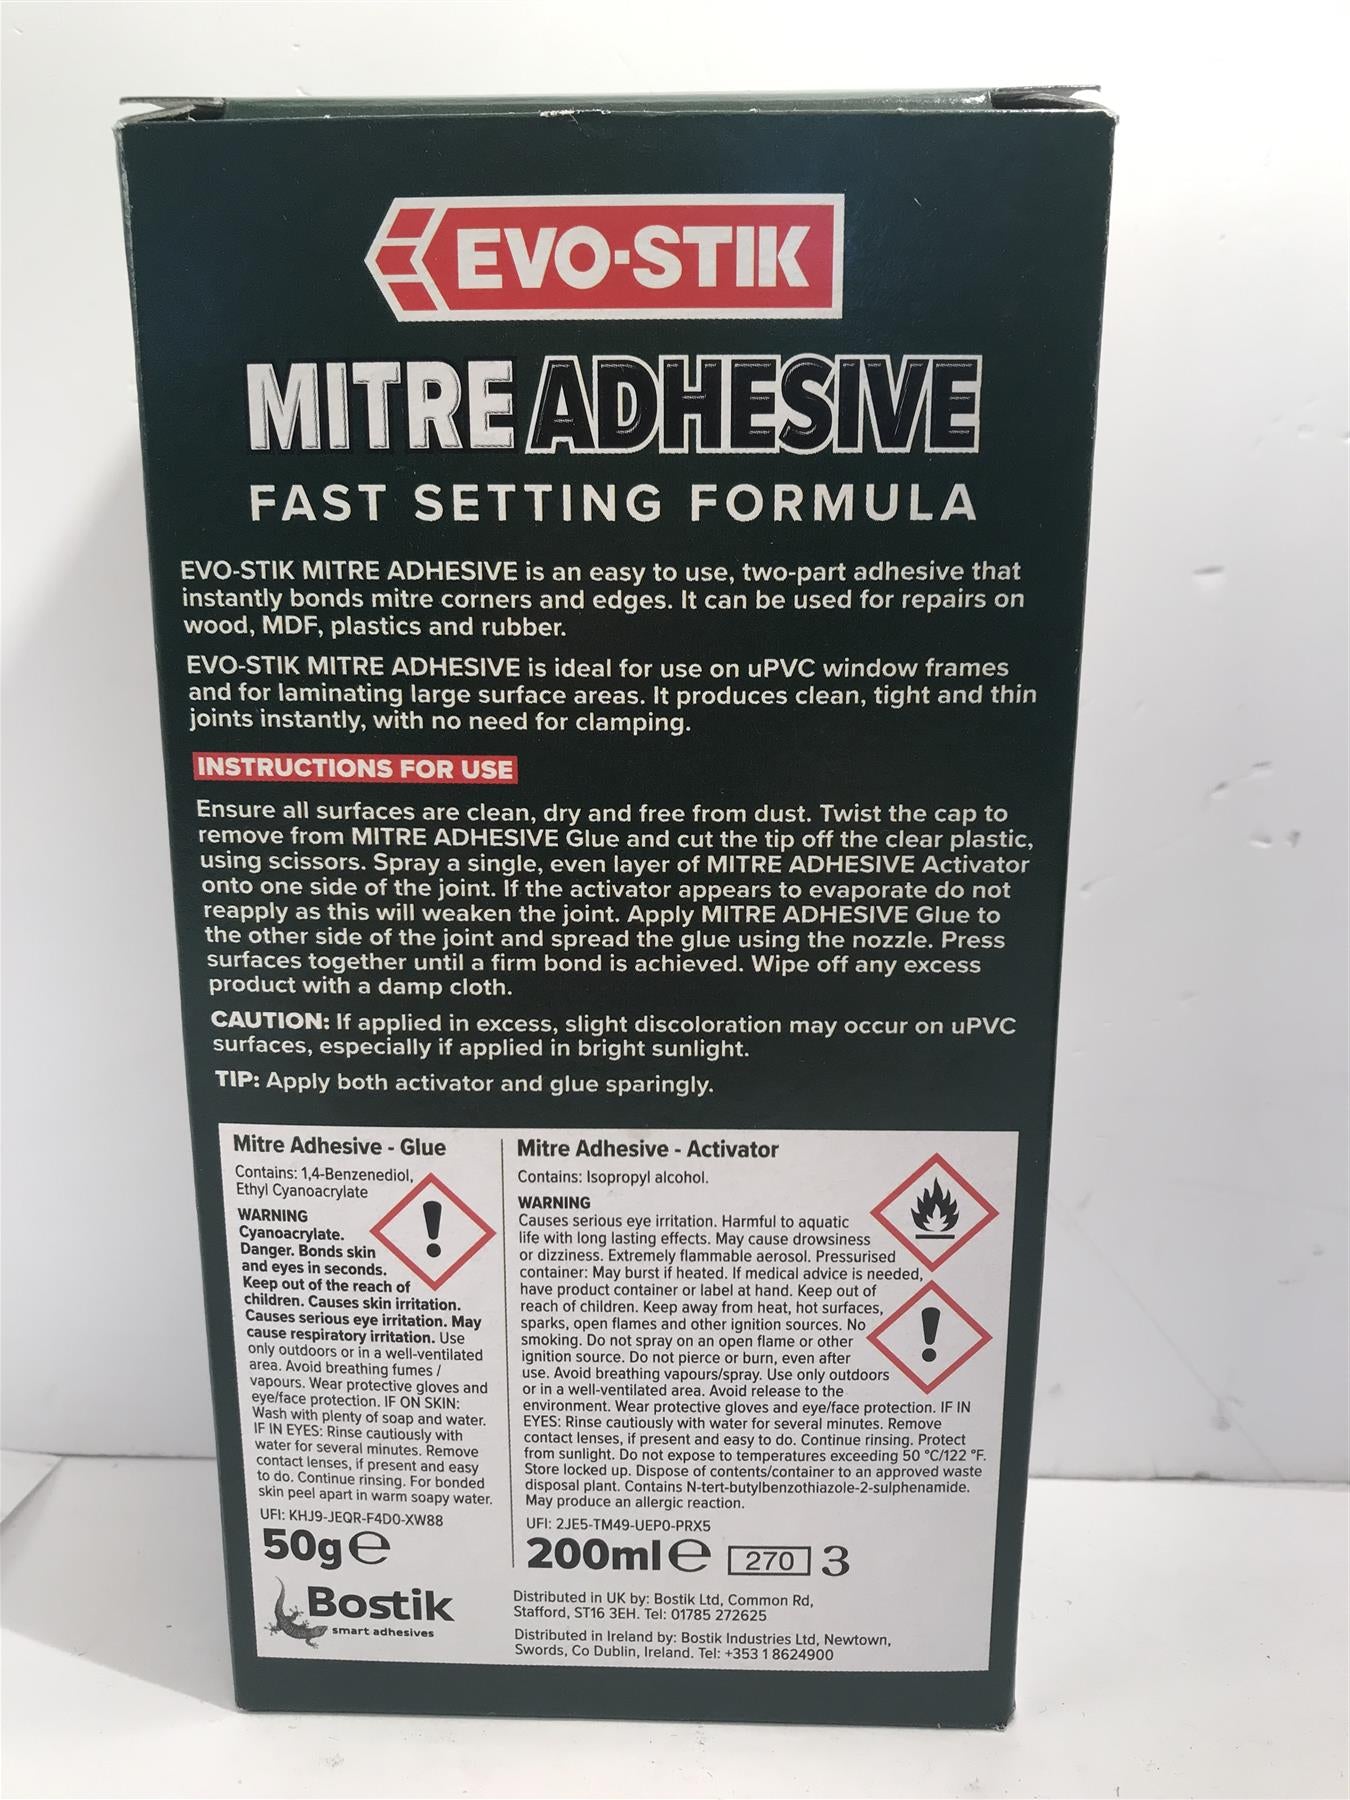 EVO-STIK
MITRE ADHESIVE
FAST SETTING FORMULA
EVO-STIK MITRE ADHESIVE is an easy to use, two-part adhesive that
instantly bonds mitre corners and edges. It can be used for repairs on
wood, MDF, plastics and rubber.
EVO-STIK MITRE ADHESIVE is ideal for use on uPVC window frames
and for laminating large surface areas. It produces clean, tight and thin
joints instantly, with no need for clamping.
INSTRUCTIONS FOR USE
Ensure all surfaces are clean, dry and free from dust. Twist the cap to
remove from MITRE ADHESIVE Glue and cut the tip off the clear plastic,
using scissors. Spray a single, even layer of MITRE ADHESIVE Activator
onto one side of the joint. If the activator appears to evaporate do not
reapply as this will weaken the joint. Apply MITRE ADHESIVE Glue to
the other side of the joint and spread the glue using the nozzle. Press
surfaces together until a firm bond is achieved. Wipe off any excess
product with a damp cloth.
CAUTION: If applied in excess, slight discoloration may occur on uPVC
surfaces, especially if applied in bright sunlight.
TIP: Apply both activator and glue sparingly.
Mitre Adhesive - Glue
Contains: 1,4-Benzenediol,
Ethyl Cyanoacrylate
WARNING
Cyanoacrylate.
Danger. Bonds skin
and eyes in seconds.
Keep out of the reach of
children. Causes skin irritation.
Causes serious eye irritation. May
cause respiratory irritation. Use
only outdoors or in a well-ventilated
area. Avoid breathing fumes /
vapours. Wear protective gloves and
eye/face protection. IF ON SKIN:
Wash with plenty of soap and water.
IF IN EYES: Rinse cautiously with
water for several minutes. Remove
contact lenses, if present and easy
to do. Continue rinsing. For bonded
skin peel apart in warm soapy water.
UFI: KHJ9-JEQR-F4D0-XW88
50g e
Bostik
smart adhesives
Mitre Adhesive - Activator
Contains: Isopropyl alcohol.
WARNING
Causes serious eye irritation. Harmful to aquatic
life with long lasting effects. May cause drowsiness
or dizziness. Extremely flammable aerosol. Pressurised
container: May burst if heated. If medical advice is needed,
have product container or label at hand. Keep out of
reach of children. Keep away from heat, hot surfaces,
sparks, open flames and other ignition sources. No
smoking. Do not spray on an open flame or other
ignition source. Do not pierce or burn, even after
use. Avoid breathing vapours/spray. Use only outdoors
or in a well-ventilated area. Avoid release to the
environment. Wear protective gloves and eye/face protection. IF IN
EYES: Rinse cautiously with water for several minutes. Remove
contact lenses, if present and easy to do. Continue rinsing. Protect
from sunlight. Do not expose to temperatures exceeding 50 °C/122 °F.
Store locked up. Dispose of contents/container to an approved waste
disposal plant. Contains N-tert-butylbenzothiazole-2-sulphenamide.
May produce an allergic reaction.
UFI: 2JE5-TM49-UEP0-PRX5
200ml e 270 3
Distributed in UK by: Bostik Ltd, Common Rd,
Stafford, ST16 3EH. Tel: 01785 272625
Distributed in Ireland by: Bostik Industries Ltd, Newtown,
Swords, Co Dublin, Ireland. Tel: +353 1 8624900